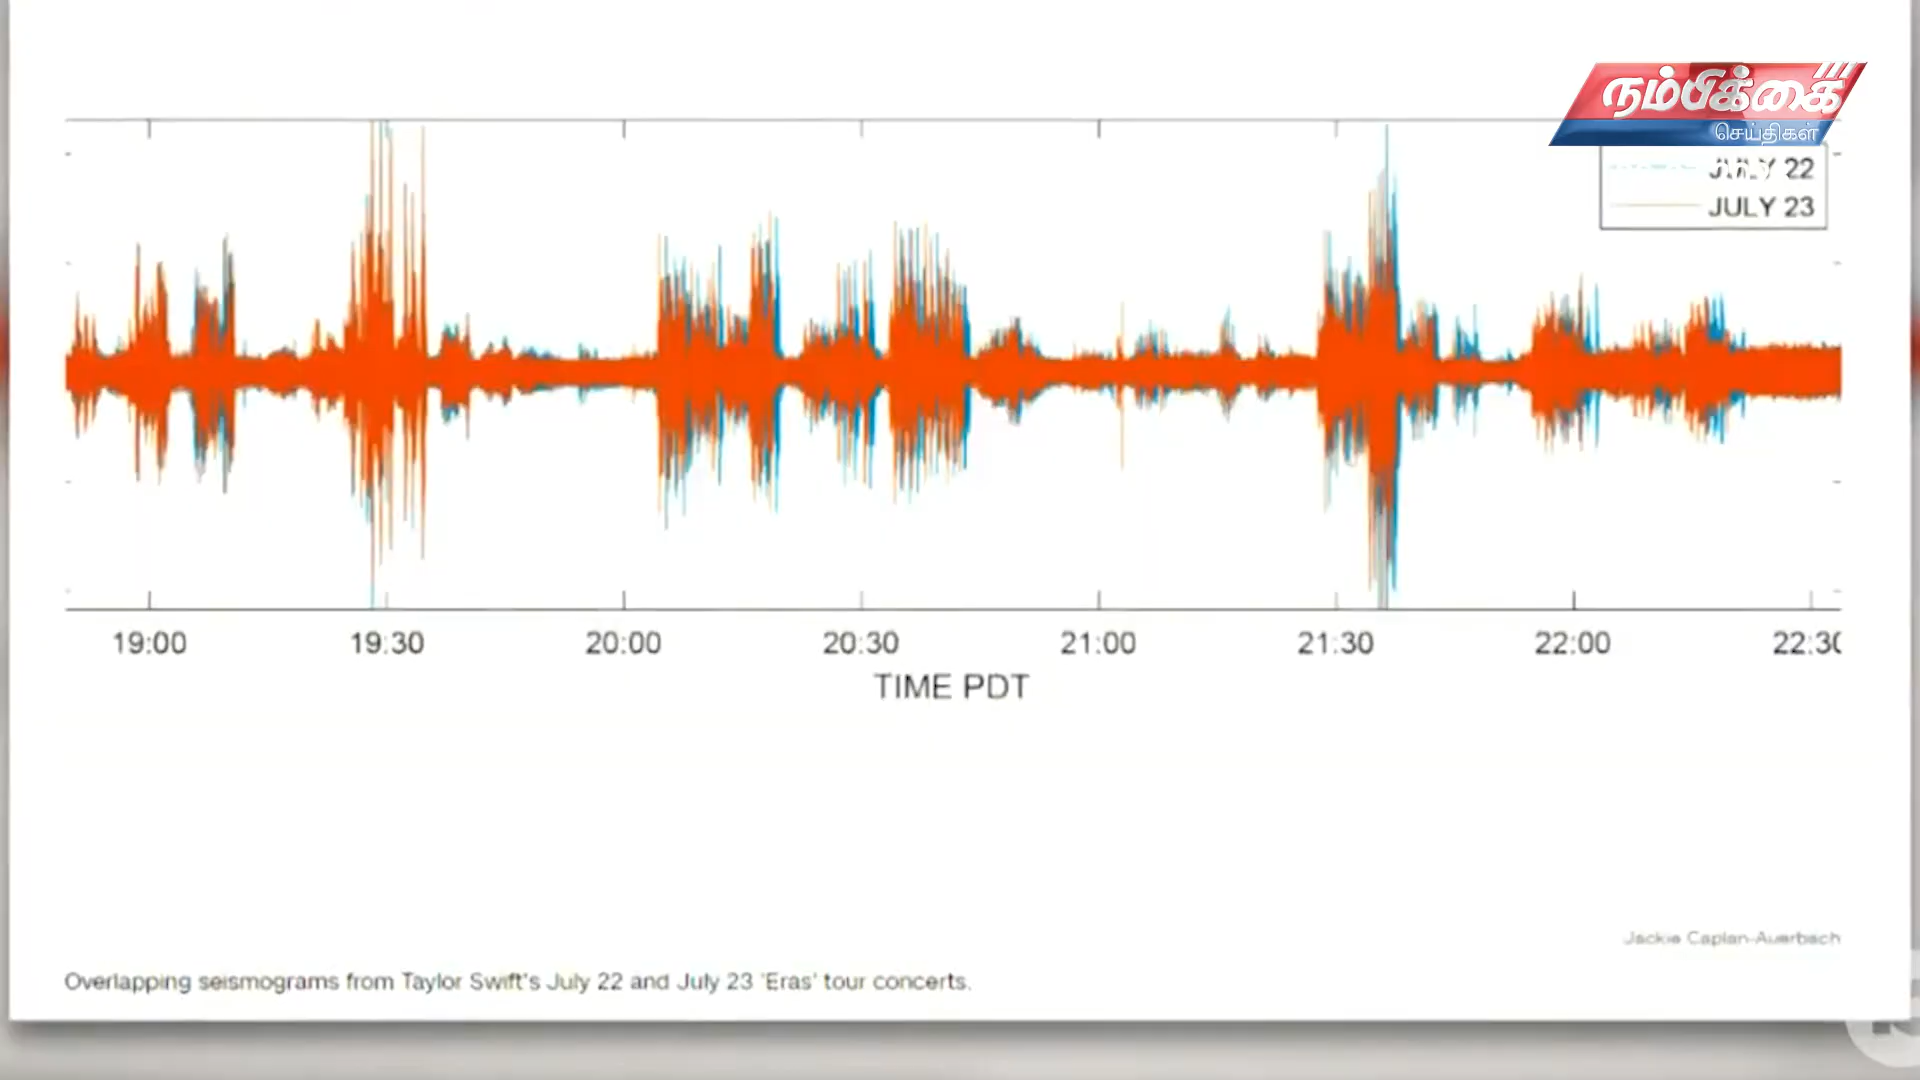 நம்பிக்கை
செய்திகள்
JULY 22
JULY 23
19:00 19:30 20:00 20:30 21:00 21:30 22:00 22:30
TIME PDT
Jackie Caplan-Auerbach
Overlapping seismograms from Taylor Swift's July 22 and July 23 'Eras' tour concerts.